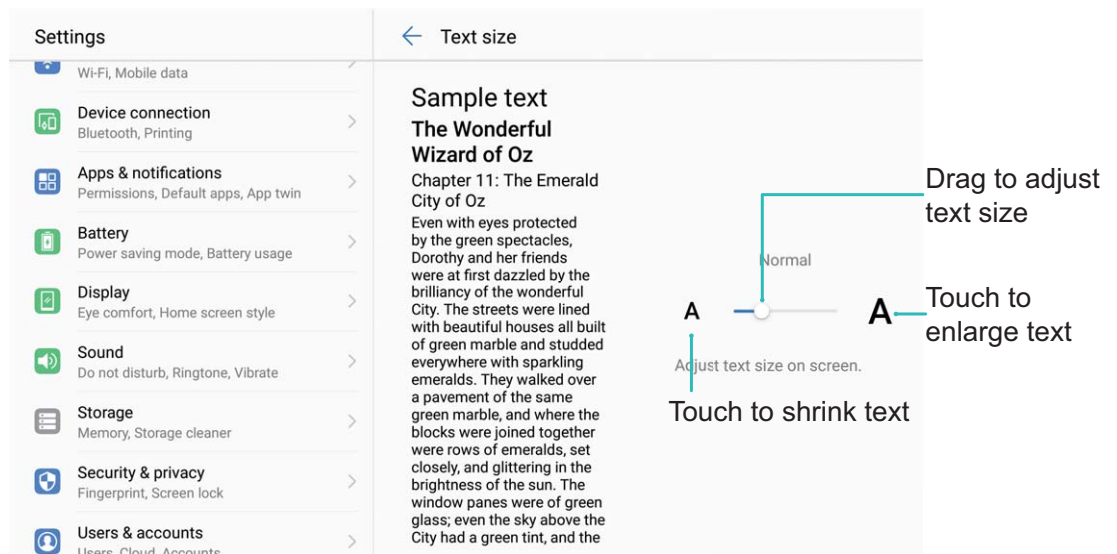 Settings
Wi-Fi, Mobile data
Device connection
Bluetooth, Printing
Apps & notifications
Permissions, Default apps, App twin
Battery
Power saving mode, Battery usage
Display
Eye comfort, Home screen style
Sound
Do not disturb, Ringtone, Vibrate
Storage
Memory, Storage cleaner
Security & privacy
Fingerprint, Screen lock
Users & accounts
Users, Cloud, Accounts
Text size
Sample text
The Wonderful
Wizard of Oz
Chapter 11: The Emerald
City of Oz
Even with eyes protected
by the green spectacles,
Dorothy and her friends
were at first dazzled by the
brilliancy of the wonderful
City. The streets were lined
with beautiful houses all built
of green marble and studded
everywhere with sparkling
emeralds. They walked over
a pavement of the same
green marble, and where the
blocks were joined together
were rows of emeralds, set
closely, and glittering in the
brightness of the sun. The
window panes were of green
glass; even the sky above the
City had a green tint, and the
Normal
A A
Adjust text size on screen.
Drag to adjust
text size
Touch to
enlarge text
Touch to shrink text